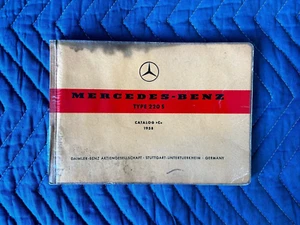 MERCEDES-BENZ
TYPE 220 S
CATALOG «C»
1958
DAIMLER-BENZ AKTIENGESELLSCHAFT · STUTTGART-UNTERTÜRKHEIM · GERMANY